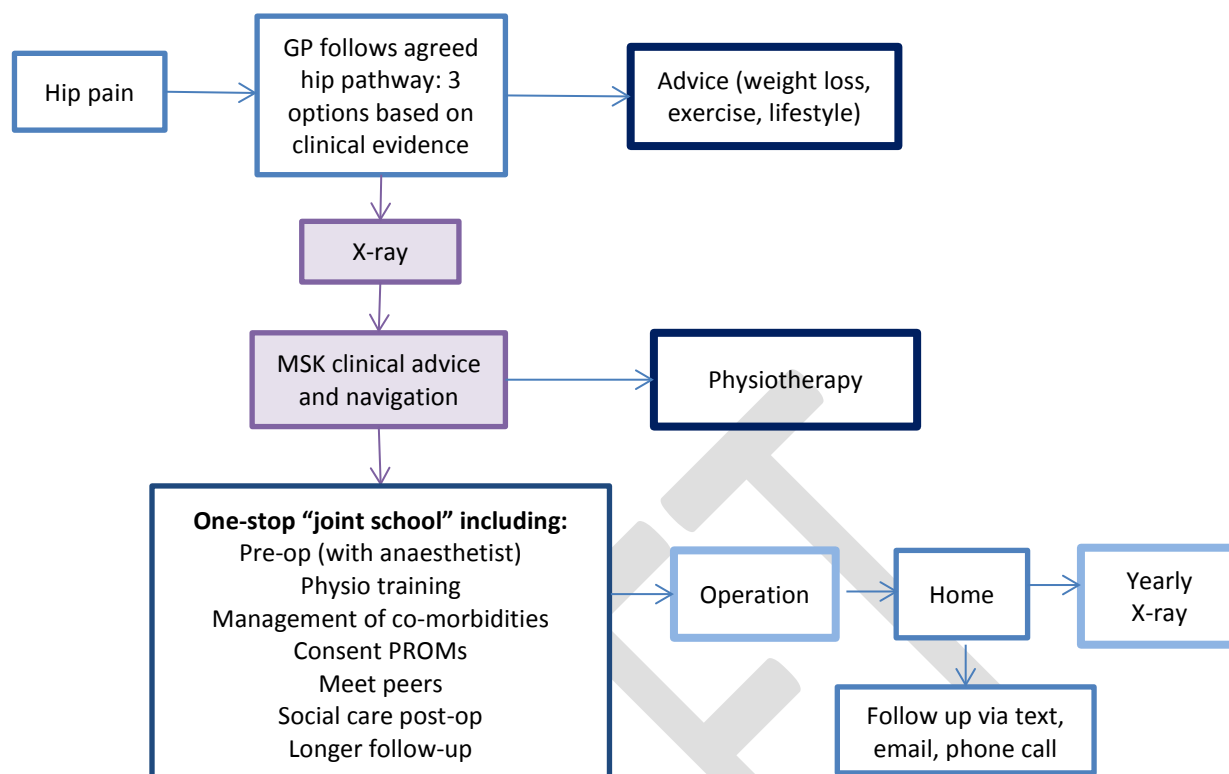 Hip pain
GP follows agreed
hip pathway: 3
options based on
clinical evidence
Advice (weight loss,
exercise, lifestyle)
X-ray
MSK clinical advice
and navigation
Physiotherapy
One-stop “joint school” including:
Pre-op (with anaesthetist)
Physio training
Management of co-morbidities
Consent PROMs
Meet peers
Social care post-op
Longer follow-up
Operation
Home
Yearly
X-ray
Follow up via text,
email, phone call